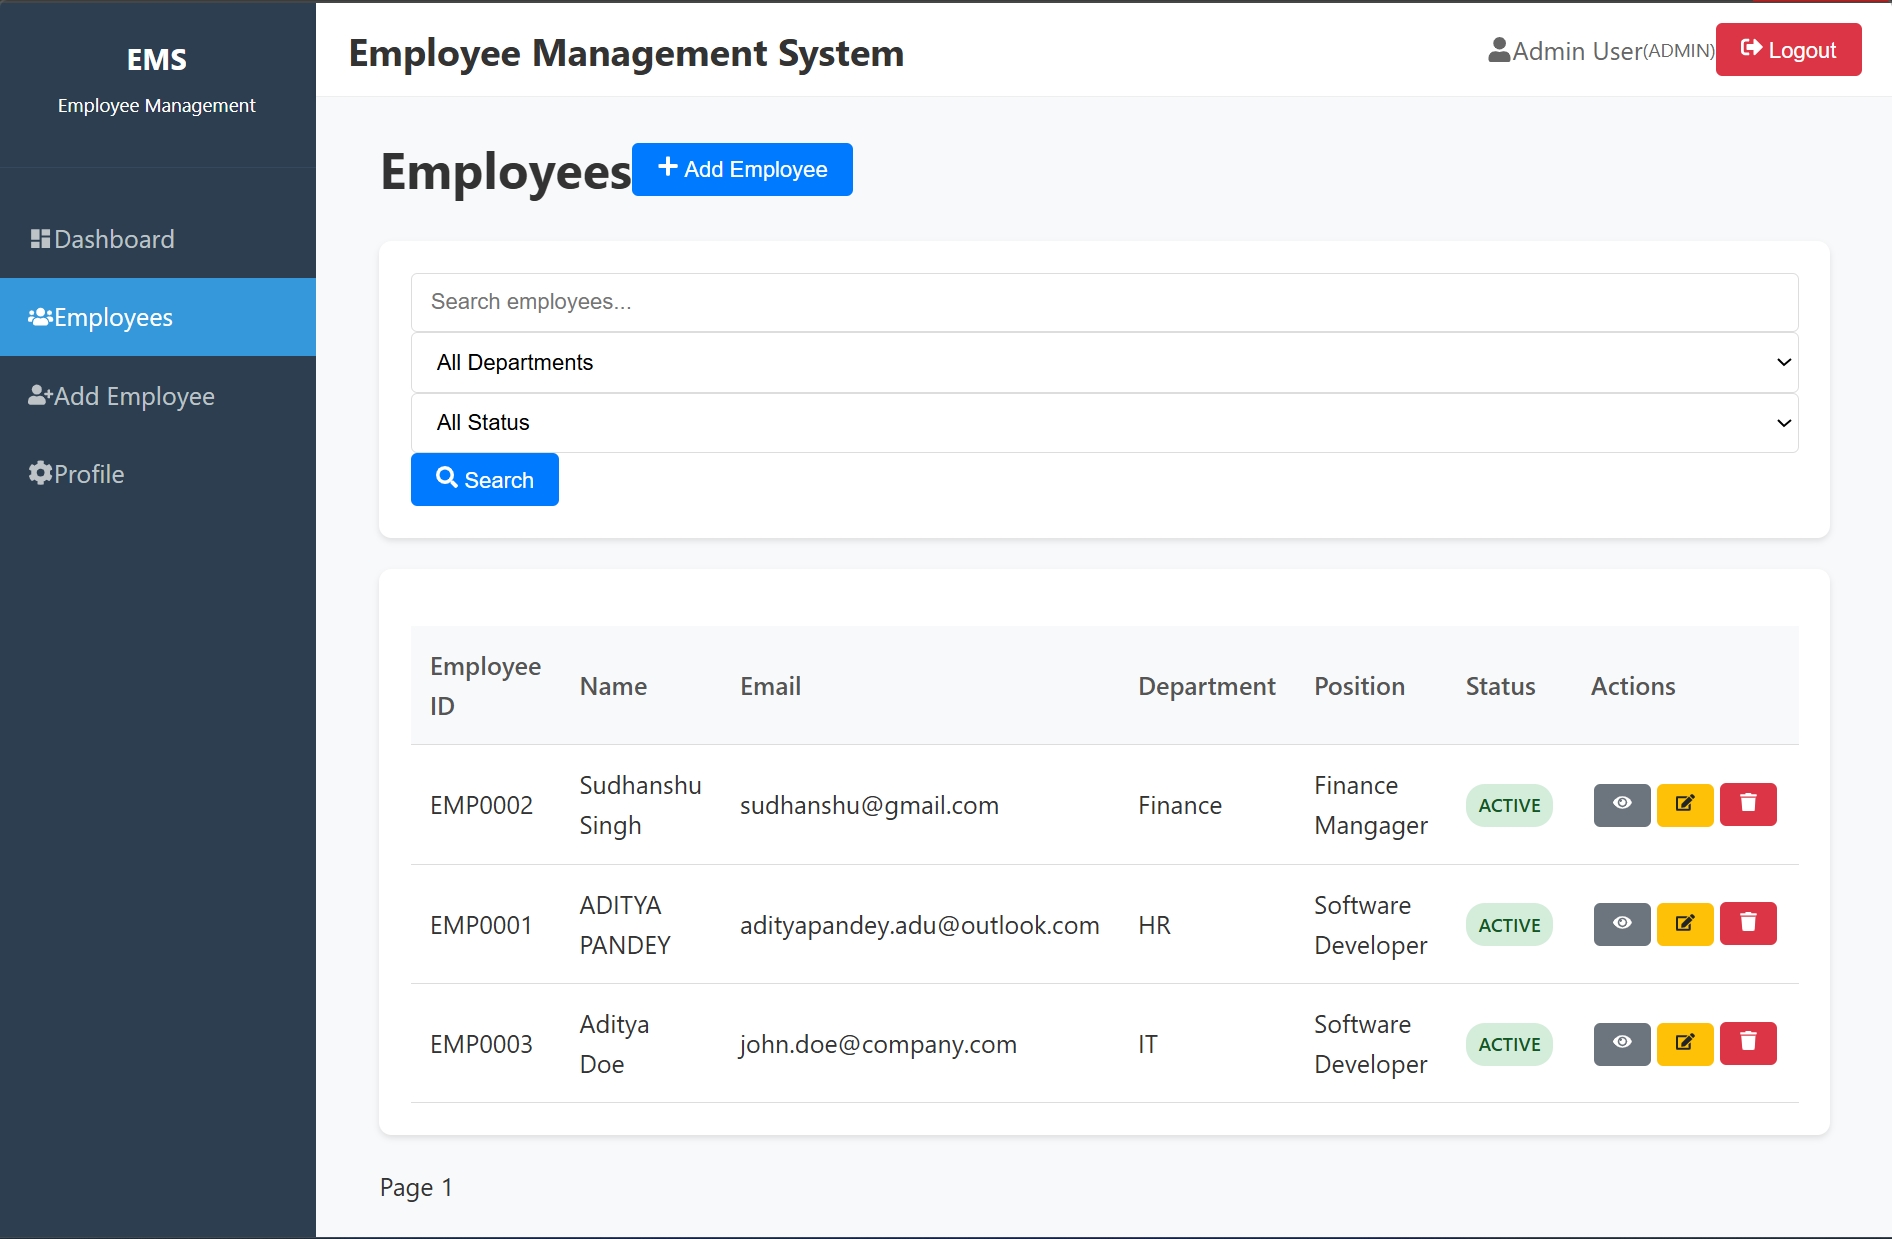 EMS
Employee Management
Dashboard
Employees
Add Employee
Profile
Employee Management System
Admin User(ADMIN)
Logout
Employees
Add Employee
Search employees...
All Departments
All Status
Search
Employee ID Name Email Department Position Status Actions
EMP0002 Sudhanshu Singh sudhanshu@gmail.com Finance Finance Mangager ACTIVE
EMP0001 ADITYA PANDEY adityapandey.adu@outlook.com HR Software Developer ACTIVE
EMP0003 Aditya Doe john.doe@company.com IT Software Developer ACTIVE
Page 1